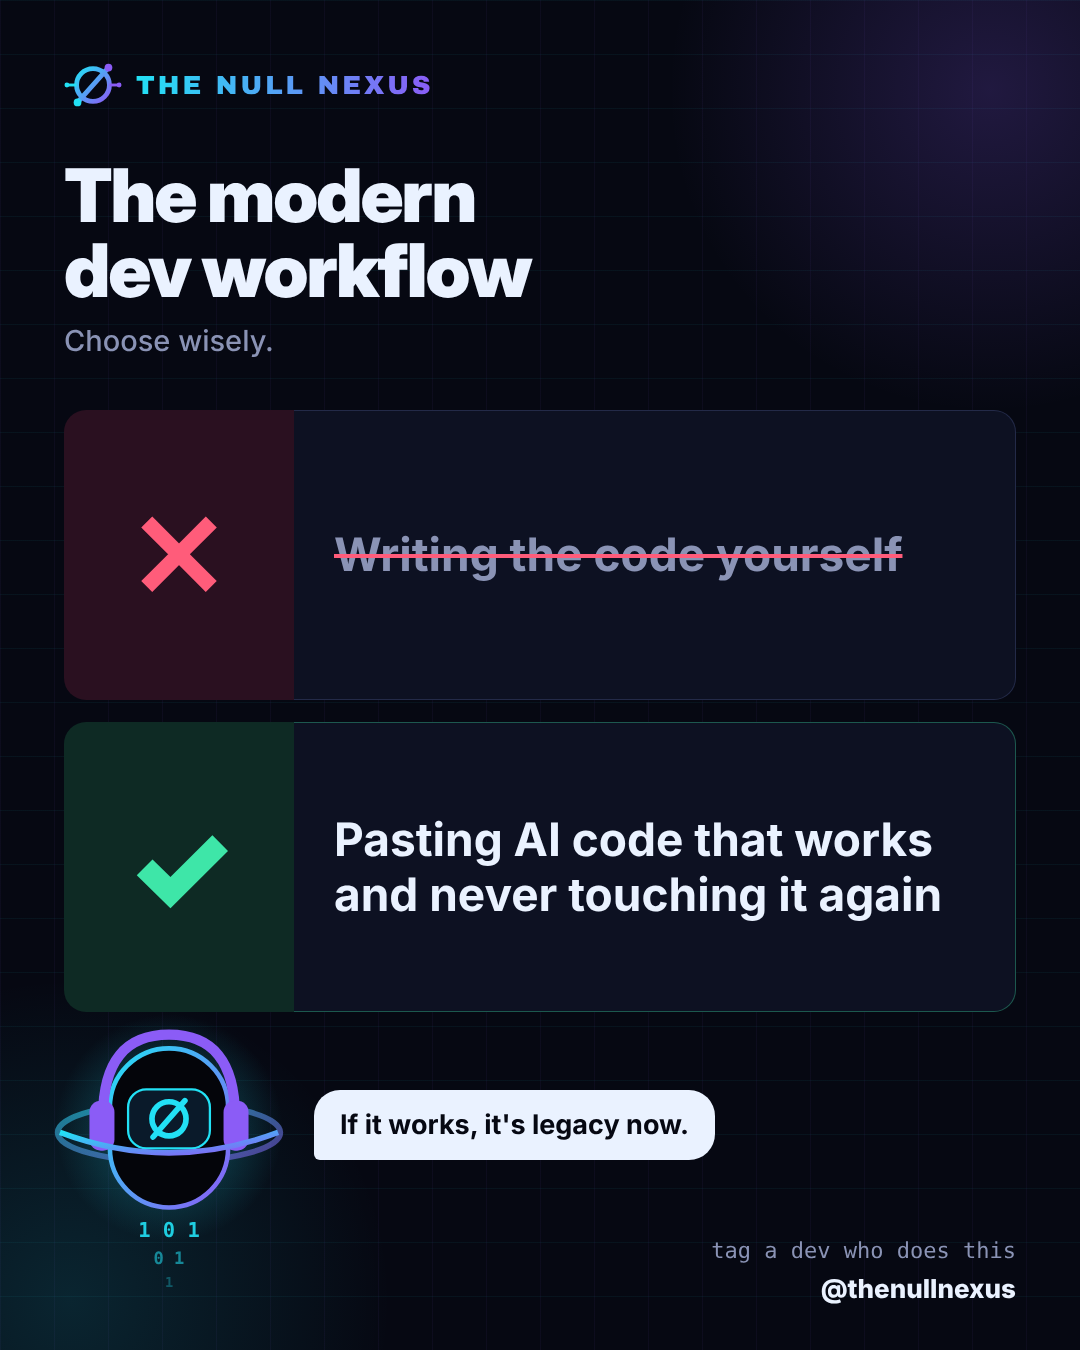 THE NULL NEXUS
The modern
dev workflow
Choose wisely.
Writing the code yourself
Pasting AI code that works
and never touching it again
If it works, it's legacy now.
1 0 1
0 1
1
tag a dev who does this
@thenullnexus